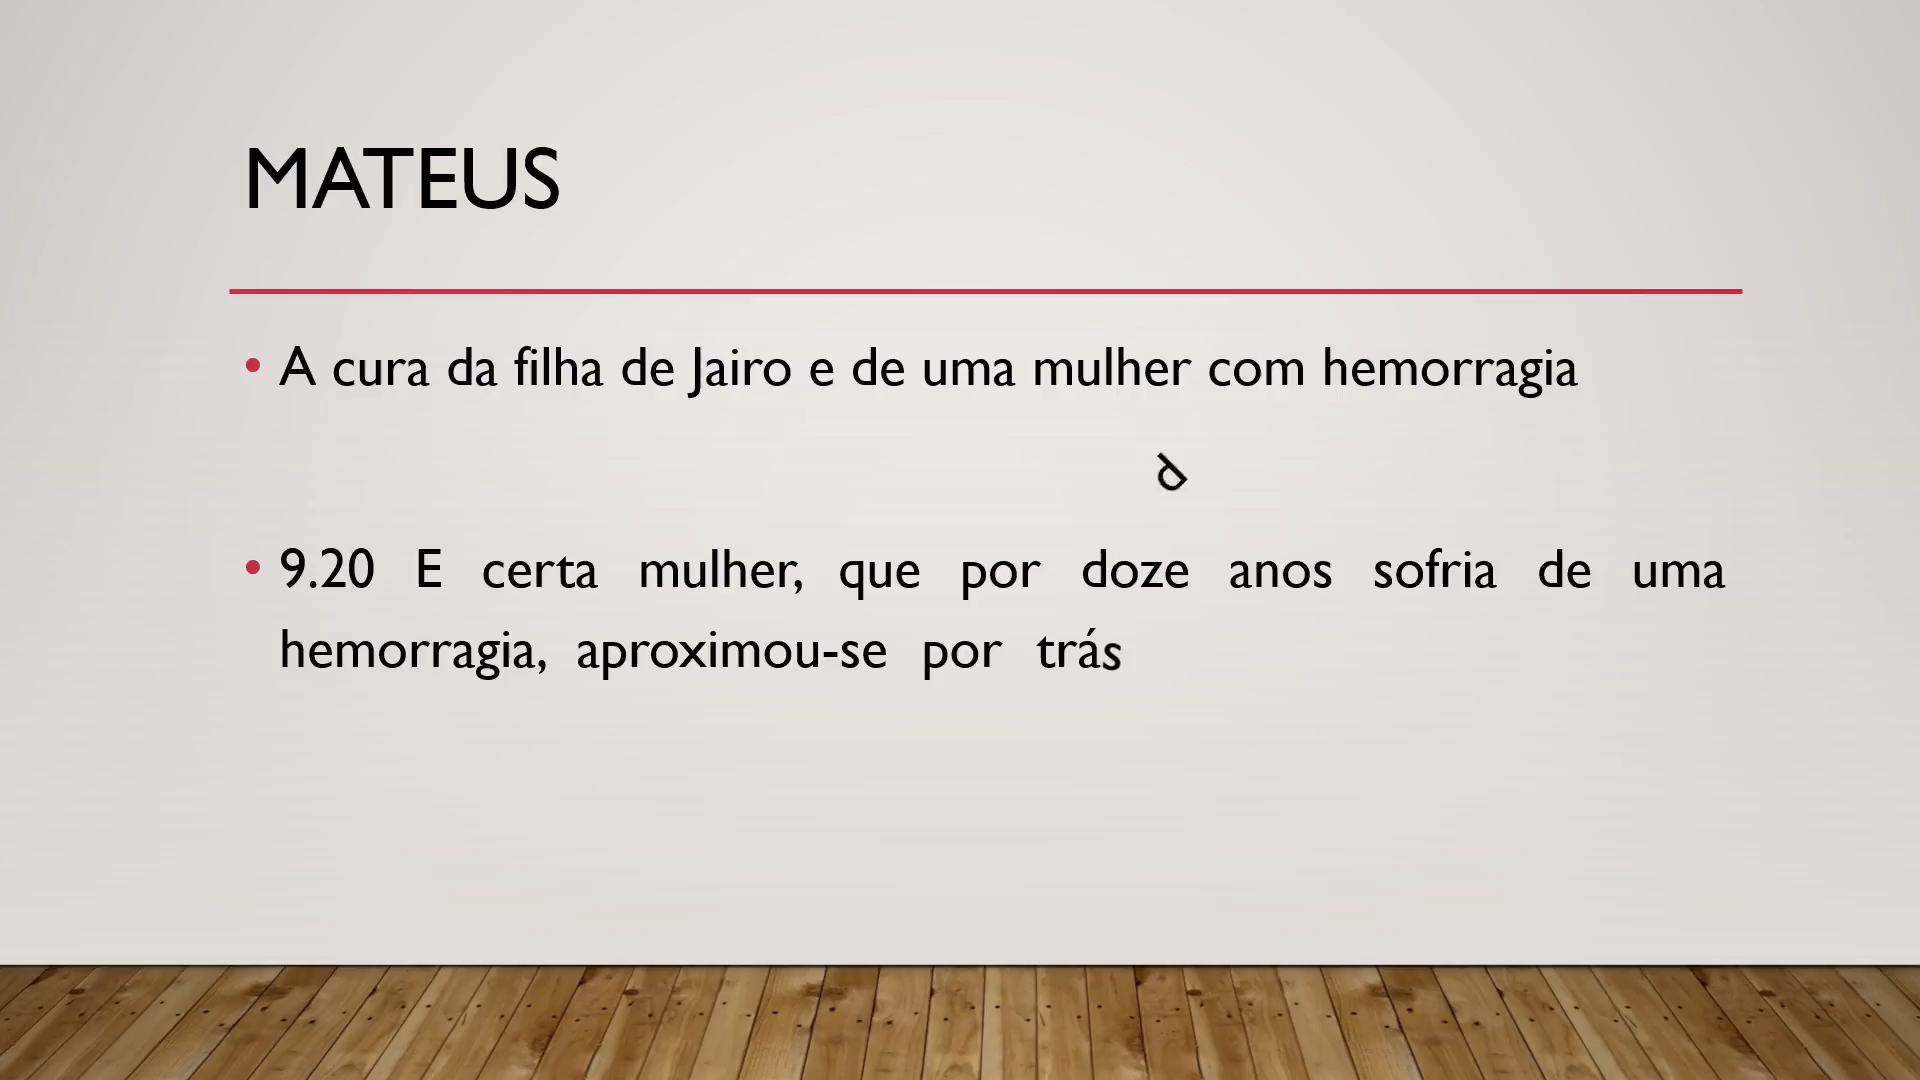 MATEUS
• A cura da filha de Jairo e de uma mulher com hemorragia
d
• 9.20 E certa mulher, que por doze anos sofria de uma
hemorragia, aproximou-se por trás